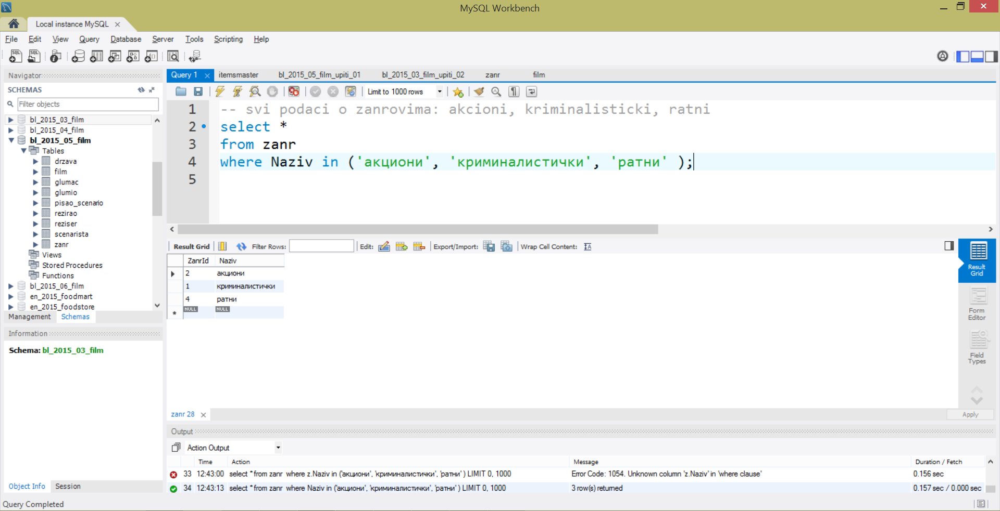 MySQL Workbench
Local instance MySQL
File Edit View Query Database Server Tools Scripting Help
Navigator
SCHEMAS
Filter objects
bl_2015_03_film
bl_2015_04_film
bl_2015_05_film
Tables
drzava
film
glumac
glumio
pisao_scenario
rezirao
reziser
scenarista
zanr
Views
Stored Procedures
Functions
bl_2015_06_film
en_2015_foodmart
en_2015_foodstore
Management Schemas
Information
Schema: bl_2015_03_film
Object Info Session
Query Completed
Query 1 itemsmaster bl_2015_05_film_upiti_01 bl_2015_03_film_upiti_02 zanr film
Limit to 1000 rows
1 -- svi podaci o zanrovima: akcioni, kriminalisticki, ratni
2 select *
3 from zanr
4 where Naziv in ('акциони', 'криминалистички', 'ратни' );
5
Result Grid Filter Rows: Edit: Export/Import: Wrap Cell Content:
ZanrId Naziv
2 акциони
1 криминалистички
4 ратни
NULL NULL
Result
Grid
Form
Editor
Field
Types
zanr 28
Apply
Output
Action Output
Time Action Message Duration / Fetch
33 12:43:00 select * from zanr where z.Naziv in ('акциони', 'криминалистички', 'ратни' ) LIMIT 0, 1000 Error Code: 1054. Unknown column 'z.Naziv' in 'where clause' 0.156 sec
34 12:43:13 select * from zanr where Naziv in ('акциони', 'криминалистички', 'ратни' ) LIMIT 0, 1000 3 row(s) returned 0.157 sec / 0.000 sec